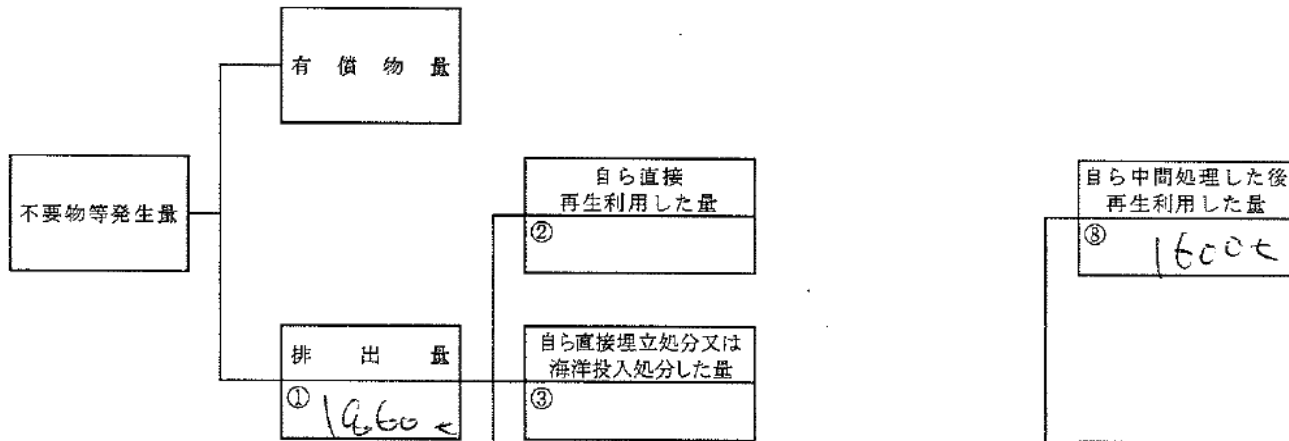 有償物量
不要物等発生量
自ら直接
再生利用した量
②
自ら中間処理した後
再生利用した量
⑧ 1600t
排出量
①
自ら直接埋立処分又は
海洋投入処分した量
③